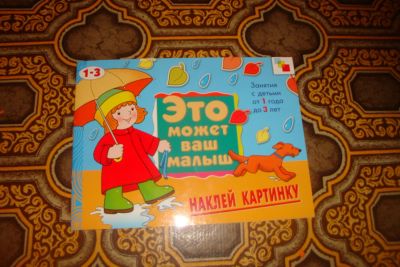 1-3
Занятия
с детьми
от 1 года
до 3 лет
Это
может
ваш
малыш
НАКЛЕЙ КАРТИНКУ